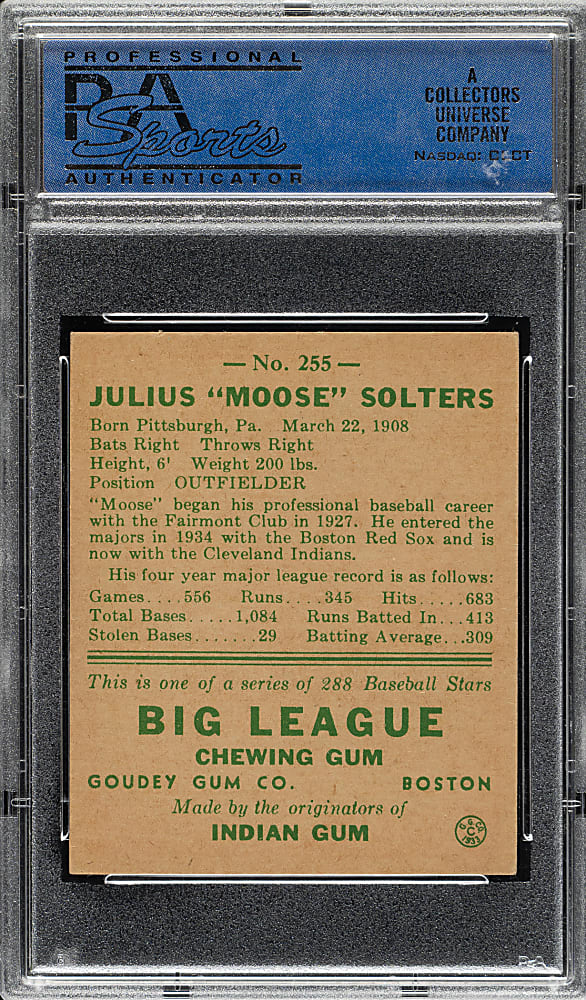 PROFESSIONAL
PSA
Sports
AUTHENTICATOR
A
COLLECTORS
UNIVERSE
COMPANY
NASDAQ: CLCT
— No. 255 —
JULIUS “MOOSE” SOLTERS
Born Pittsburgh, Pa. March 22, 1908
Bats Right Throws Right
Height, 6' Weight 200 lbs.
Position OUTFIELDER
“Moose” began his professional baseball career
with the Fairmont Club in 1927. He entered the
majors in 1934 with the Boston Red Sox and is
now with the Cleveland Indians.
His four year major league record is as follows:
Games....556 Runs....345 Hits.....683
Total Bases.....1,084 Runs Batted In...413
Stolen Bases.......29 Batting Average...309
This is one of a series of 288 Baseball Stars
BIG LEAGUE
CHEWING GUM
GOUDEY GUM CO. BOSTON
Made by the originators of
INDIAN GUM
G. G. CO.
C
1933
PSA